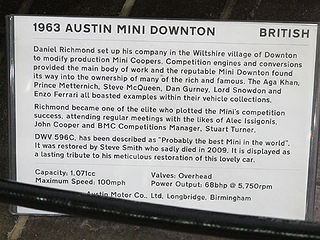 1963 AUSTIN MINI DOWNTON BRITISH
Daniel Richmond set up his company in the Wiltshire village of Downton
to modify production Mini Coopers. Competition engines and conversions
provided the main body of work and the reputable Mini Downton found
its way into the ownership of many of the rich and famous. The Aga Khan,
Prince Metternich, Steve McQueen, Dan Gurney, Lord Snowdon and
Enzo Ferrari all boasted examples within their vehicle collections.
Richmond became one of the elite who plotted the Mini's competition
success, attending regular meetings with the likes of Alec Issigonis,
John Cooper and BMC Competitions Manager, Stuart Turner.
DWV 596C, has been described as "Probably the best Mini in the world".
It was restored by Steve Smith who sadly died in 2009. It is displayed as
a lasting tribute to his meticulous restoration of this lovely car.
Capacity: 1,071cc Valves: Overhead
Maximum Speed: 100mph Power Output: 68bhp @ 5,750rpm
Austin Motor Co., Ltd, Longbridge, Birmingham